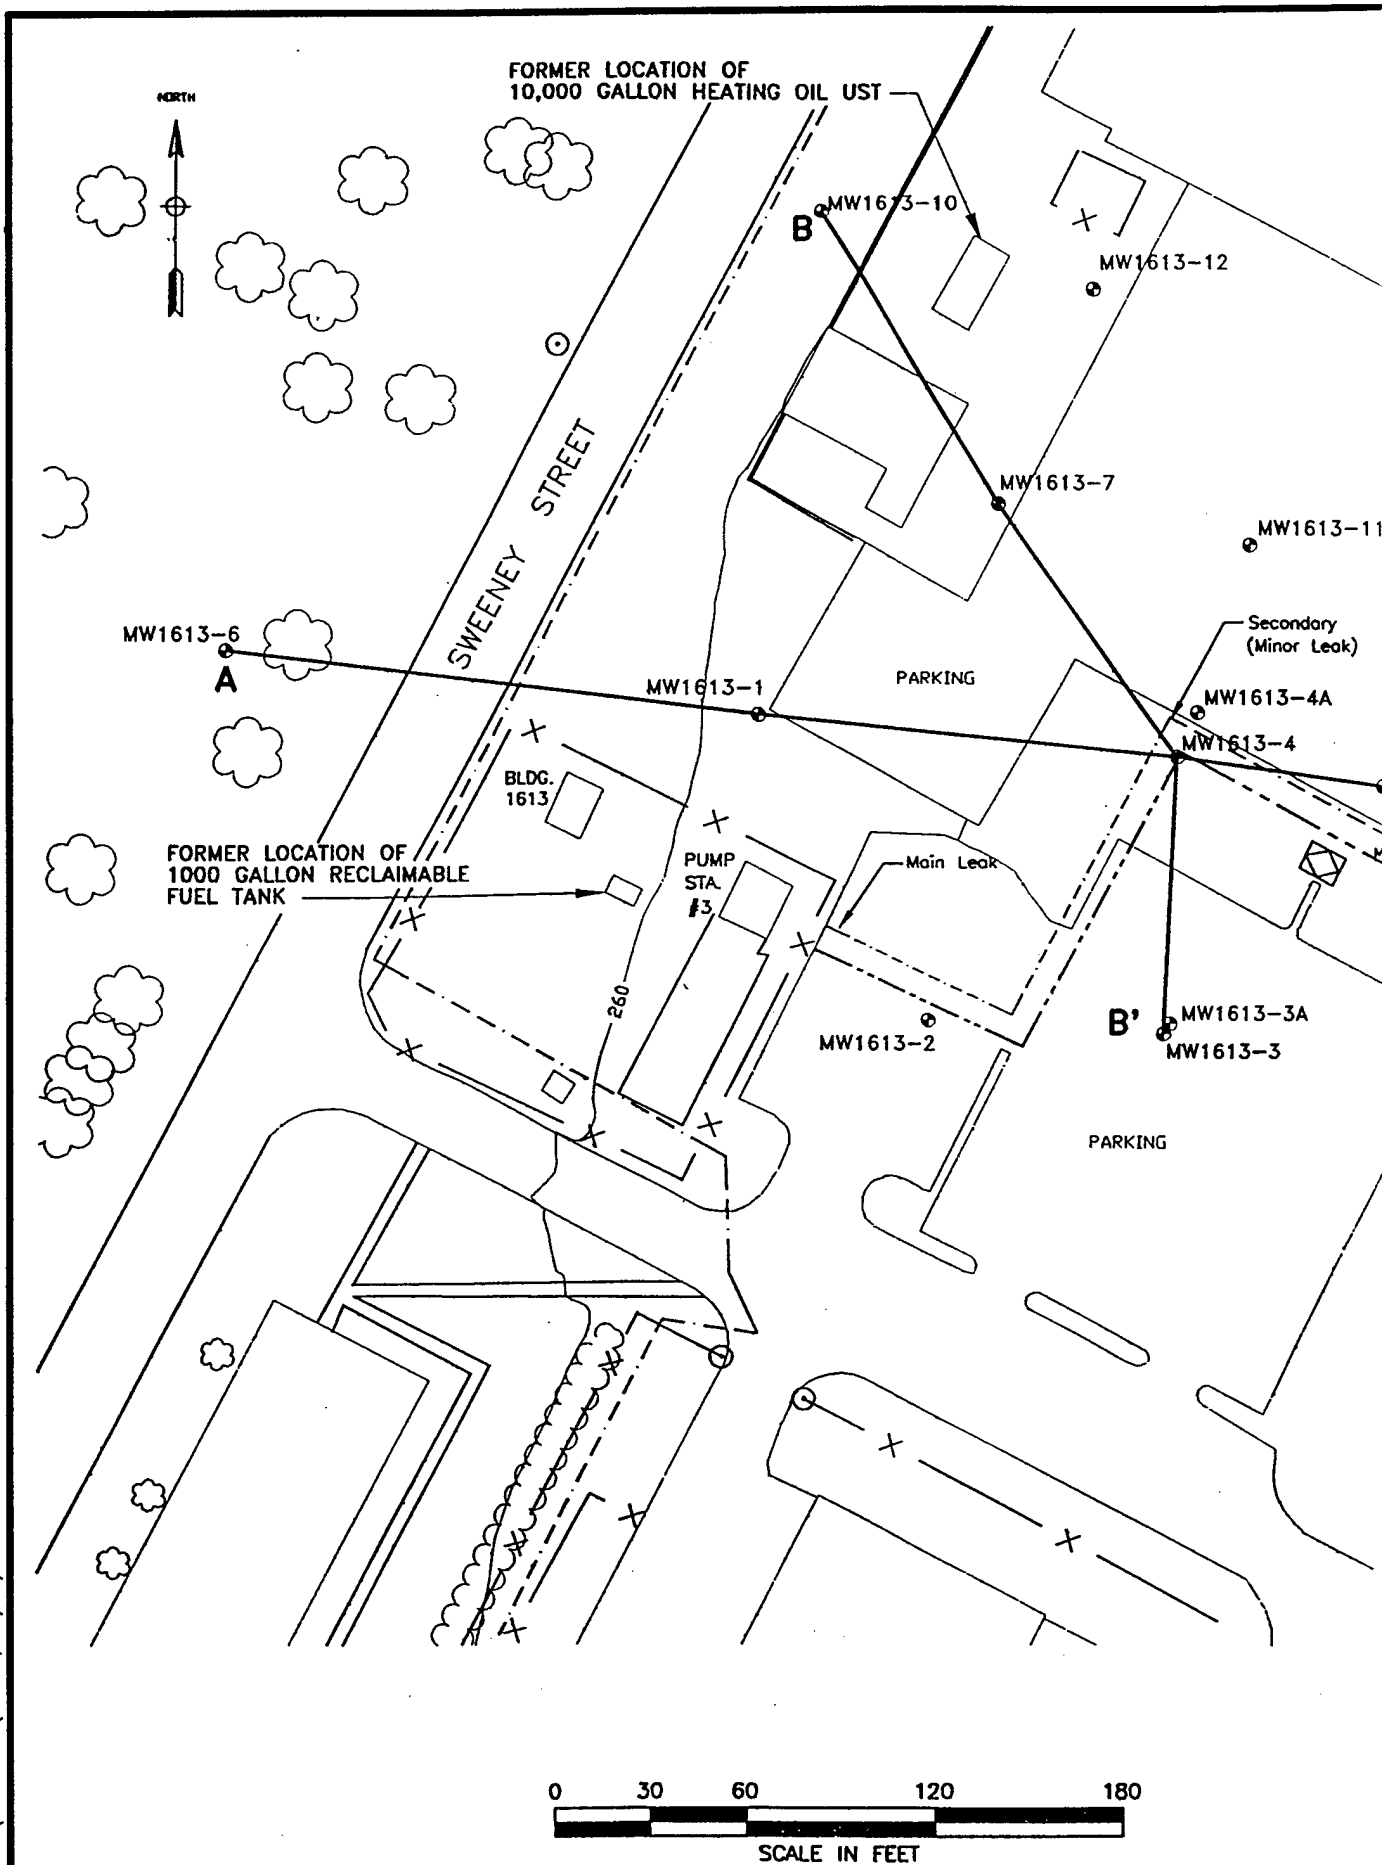 FORMER LOCATION OF
10,000 GALLON HEATING OIL UST
NORTH
MW1613-10
B
MW1613-12
SWEENEY STREET
MW1613-7
MW1613-11
Secondary
(Minor Leak)
MW1613-6
A
MW1613-1
PARKING
MW1613-4A
MW1613-4
BLDG.
1613
FORMER LOCATION OF
1000 GALLON RECLAIMABLE
FUEL TANK
PUMP
STA.
#3
Main Leak
260
MW1613-2
B'
MW1613-3A
MW1613-3
PARKING
0 30 60 120 180
SCALE IN FEET